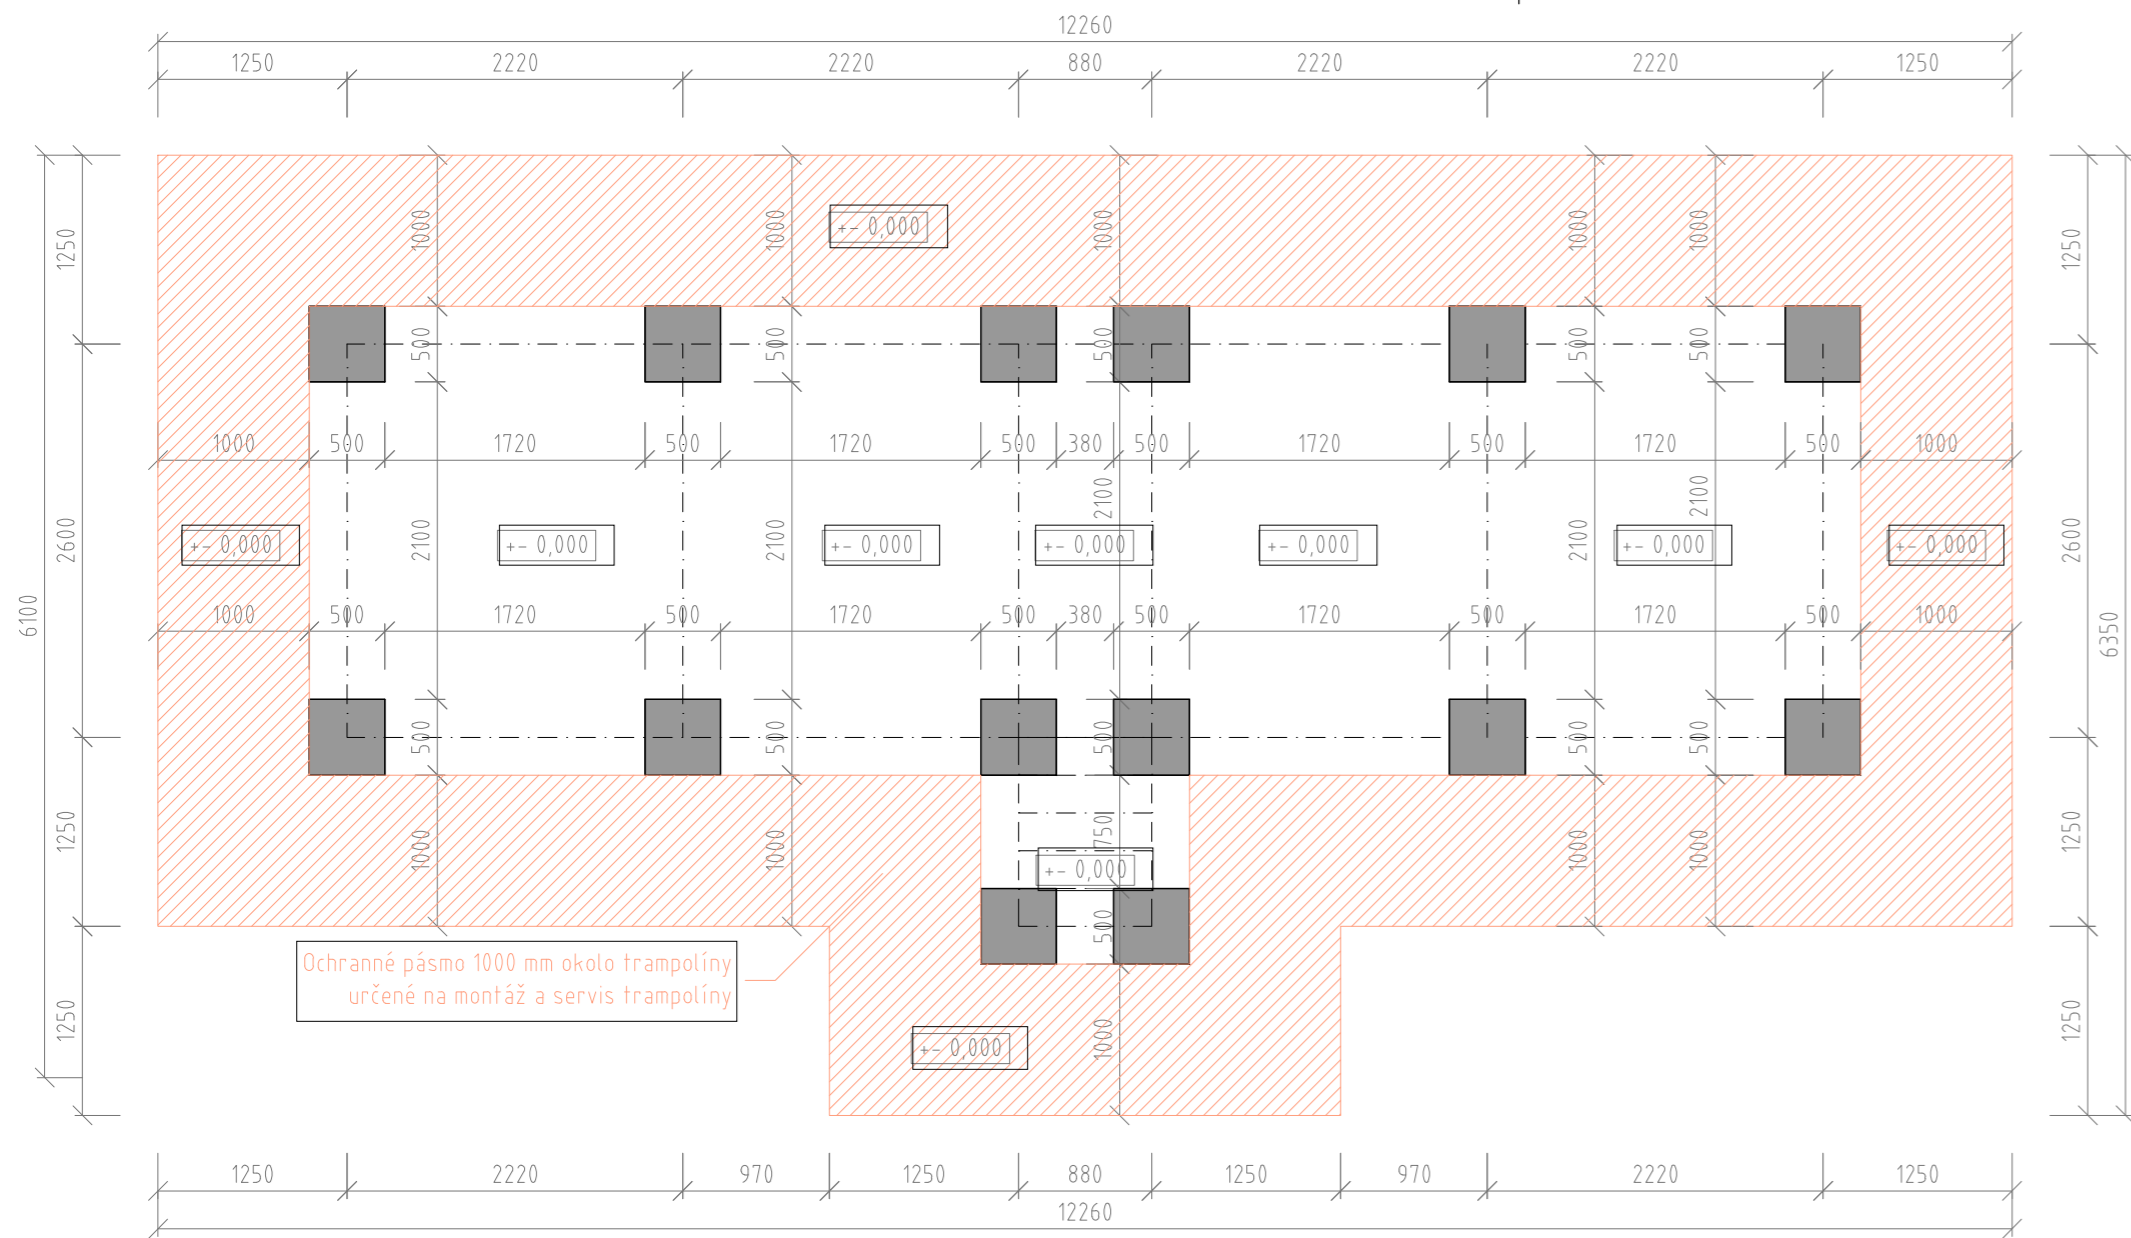 12260
1250 2220 2220 880 2220 2220 1250
1000 1000 1000 1000 1000
+- 0,000
1250 1250
500 500 500 500 500
1000 500 1720 500 1720 500 380 500 1720 500 1720 500 1000
2600 2100 2100 2100 2100 2100 2600
+- 0,000 +- 0,000 +- 0,000 +- 0,000 +- 0,000 +- 0,000 +- 0,000
1000 500 1720 500 1720 500 380 500 1720 500 1720 500 1000
6100 6350
500 500 500 500 500
1250 1000 1000 750 1000 1000 1250
+- 0,000
500
Ochranné pásmo 1000 mm okolo trampolíny
určené na montáž a servis trampolíny
1250 1000 1250
+- 0,000
1250 2220 970 1250 880 1250 970 2220 1250
12260